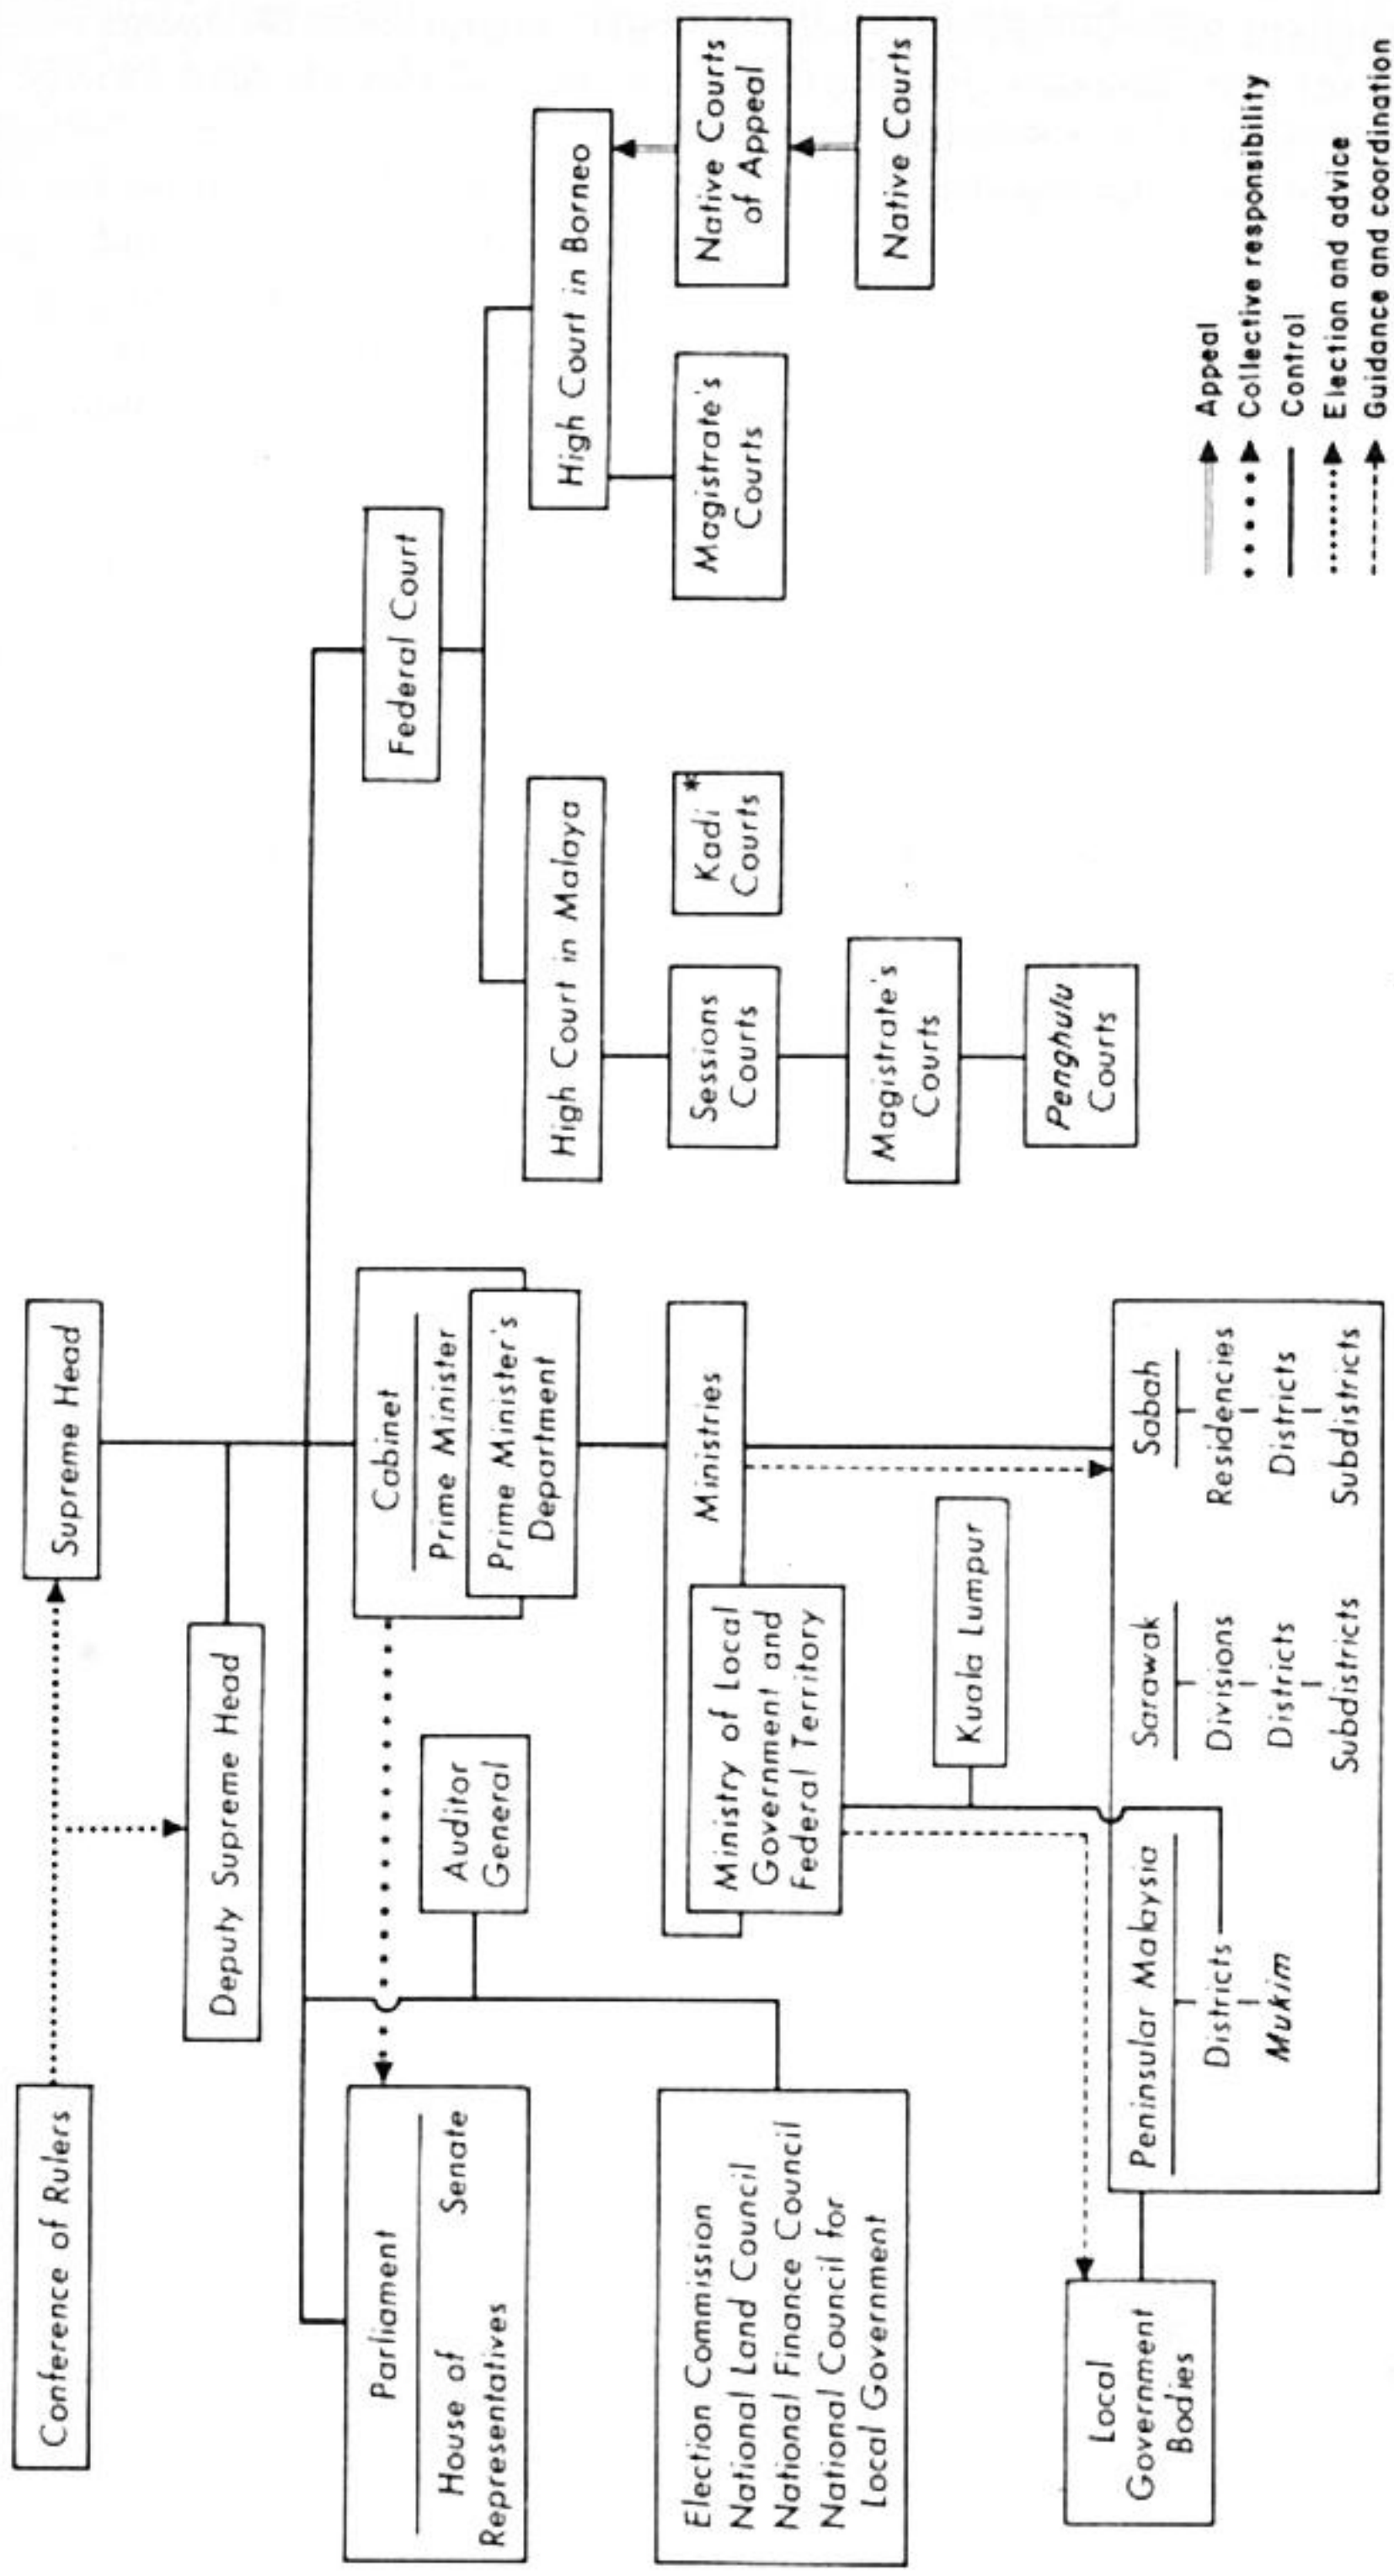 Conference of Rulers
Supreme Head
Deputy Supreme Head
Parliament
House of
Representatives
Senate
Cabinet
Prime Minister
Prime Minister's
Department
Federal Court
Auditor
General
High Court in Malaya
High Court in Borneo
Election Commission
National Land Council
National Finance Council
National Council for
Local Government
Ministries
Ministry of Local
Government and
Federal Territory
Sessions
Courts
Kadi*
Courts
Magistrate's
Courts
Native Courts
of Appeal
Magistrate's
Courts
Native Courts
Kuala Lumpur
Penghulu
Courts
Local
Government
Bodies
Peninsular Malaysia
Districts
Mukim
Sarawak
Divisions
Districts
Subdistricts
Sabah
Residencies
Districts
Subdistricts
Appeal
Collective responsibility
Control
Election and advice
Guidance and coordination